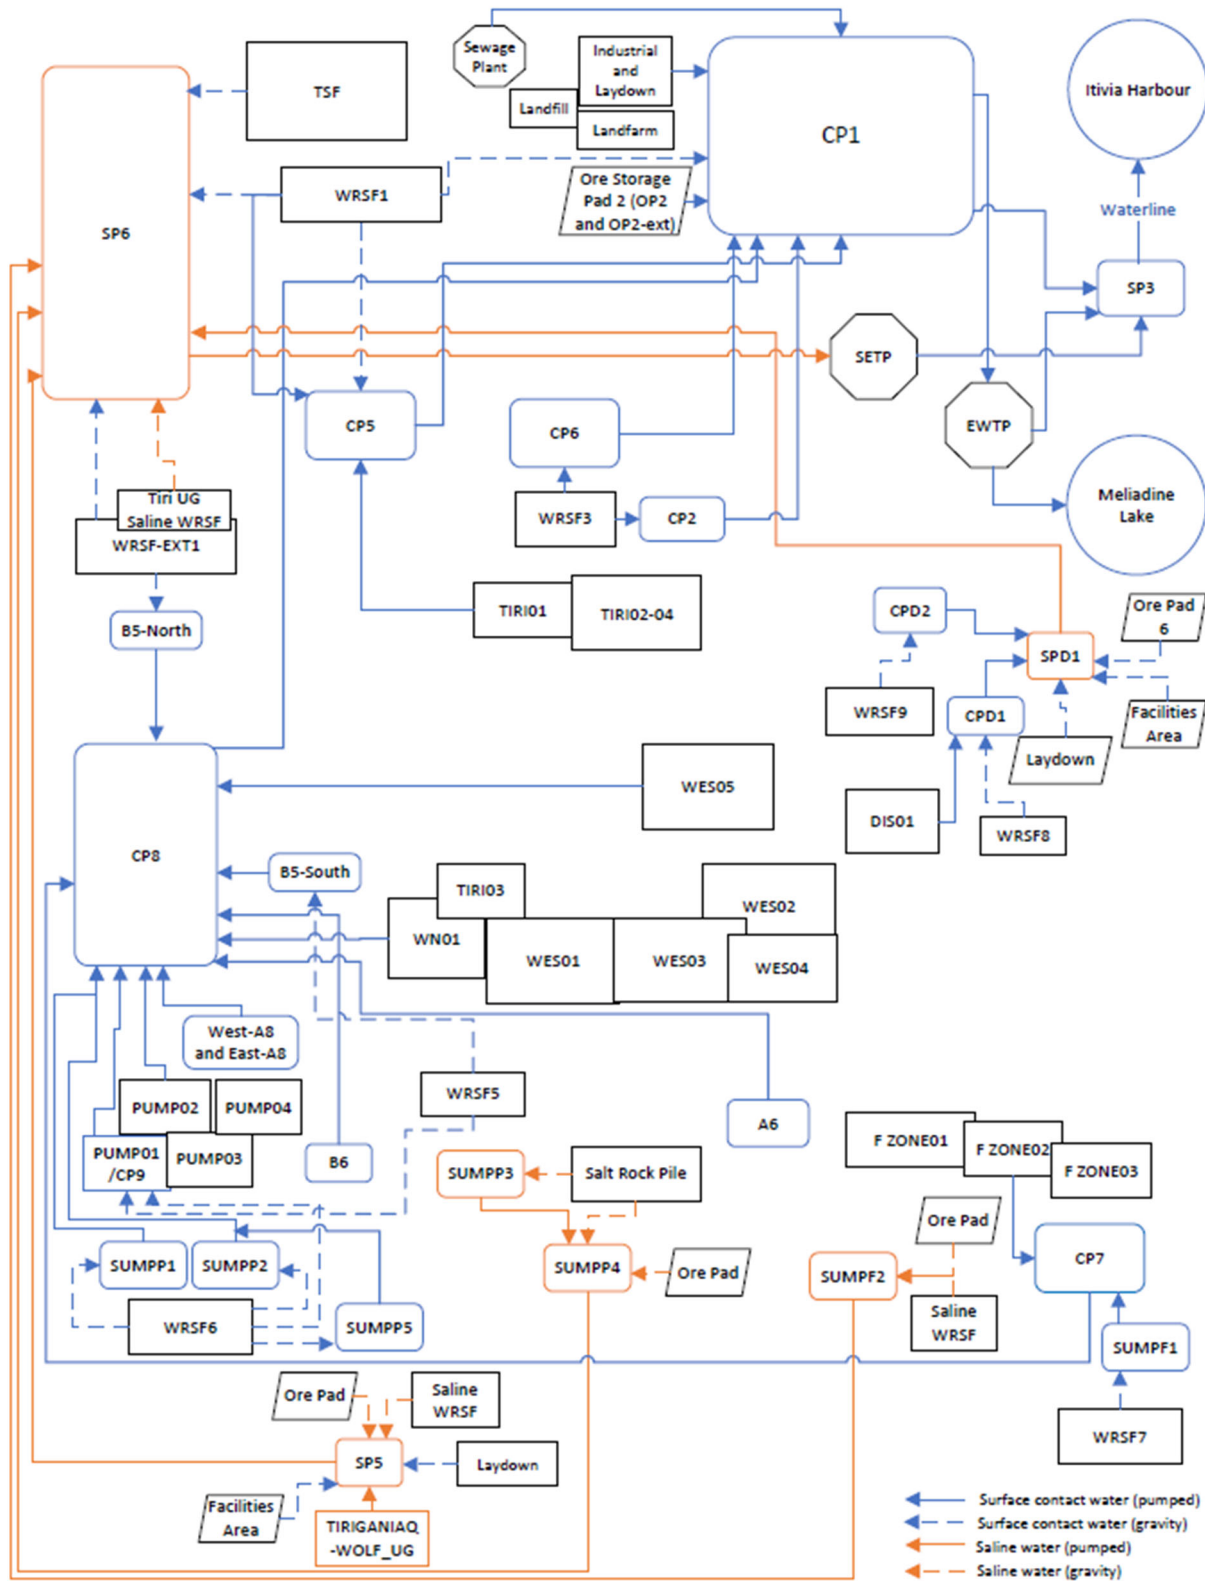 Sewage
Plant
Industrial
and
Laydown
Landfill
Landfarm
CP1
Itivia Harbour
TSF
WRSF1
Ore Storage
Pad 2 (OP2
and OP2-ext)
Waterline
SP6
SP3
SETP
CP5
CP6
EWTP
Meliadine
Lake
WRSF3
CP2
Tiri UG
Saline WRSF
WRSF-EXT1
B5-North
TIRI01
TIRI02-04
CPD2
Ore Pad
6
SPD1
WRSF9
CPD1
Facilities
Area
Laydown
DIS01
WRSF8
WES05
CP8
B5-South
TIRI03
WES02
WN01
WES01
WES03
WES04
West-A8
and East-A8
WRSF5
PUMP02
PUMP04
A6
PUMP01
/CP9
PUMP03
B6
F ZONE01
F ZONE02
F ZONE03
SUMPP3
Salt Rock Pile
Ore Pad
SUMPP1
SUMPP2
SUMPP4
Ore Pad
SUMPF2
CP7
WRSF6
SUMPP5
Saline
WRSF
SUMPF1
Ore Pad
Saline
WRSF
WRSF7
SP5
Laydown
Facilities
Area
TIRIGANIAQ
-WOLF_UG
Surface contact water (pumped)
Surface contact water (gravity)
Saline water (pumped)
Saline water (gravity)